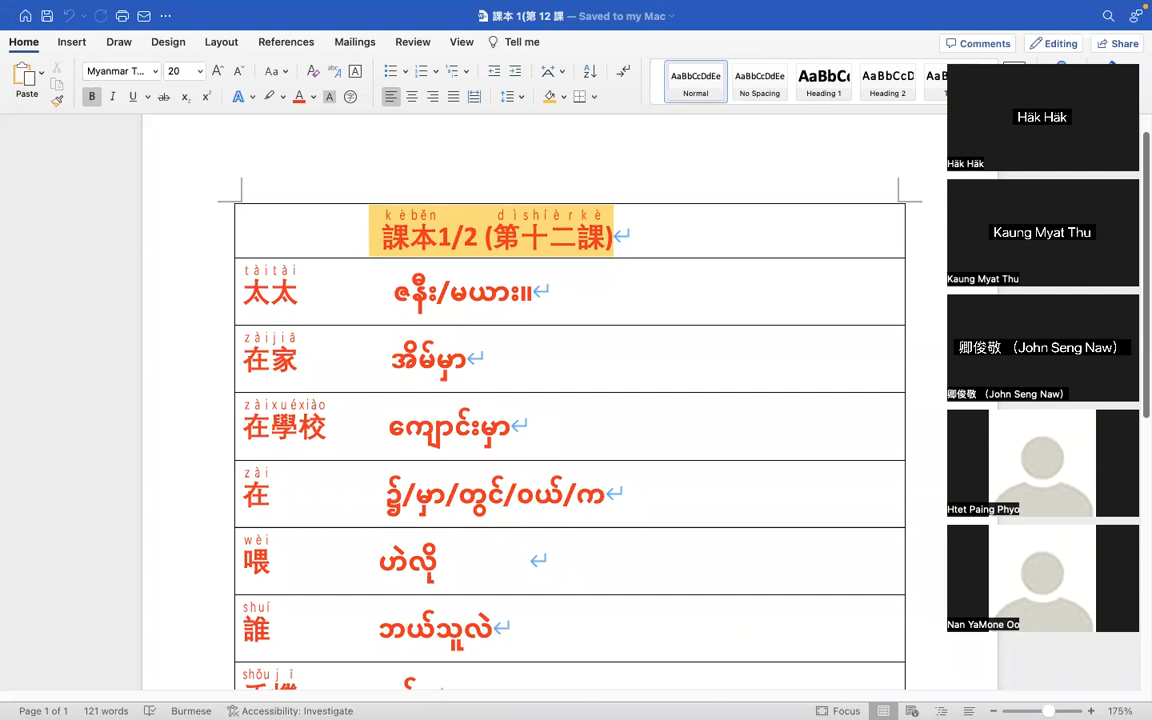 課本 1(第 12 課 — Saved to my Mac
Home Insert Draw Design Layout References Mailings Review View Tell me
Comments Editing Share
Paste
Myanmar T... 20
AaBbCcDdEe AaBbCcDdEe AaBbCc AaBbCcD
Normal No Spacing Heading 1 Heading 2
kèběn dìshíèrkè
課本1/2 (第十二課)
tàitài
太太 ဇနီး/မယား။
zàijiā
在家 အိမ်မှာ
zàixuéxiào
在學校 ကျောင်းမှာ
zài
在 ၌/မှာ/တွင်/ဝယ်/က
wèi
喂 ဟဲလို
shuí
誰 ဘယ်သူလဲ
shǒujī
Häk Häk
Häk Häk
Kaung Myat Thu
Kaung Myat Thu
卿俊敬 （John Seng Naw）
卿俊敬 （John Seng Naw）
Htet Paing Phyo
Nan YaMone Oo
Page 1 of 1 121 words Burmese Accessibility: Investigate Focus 175%